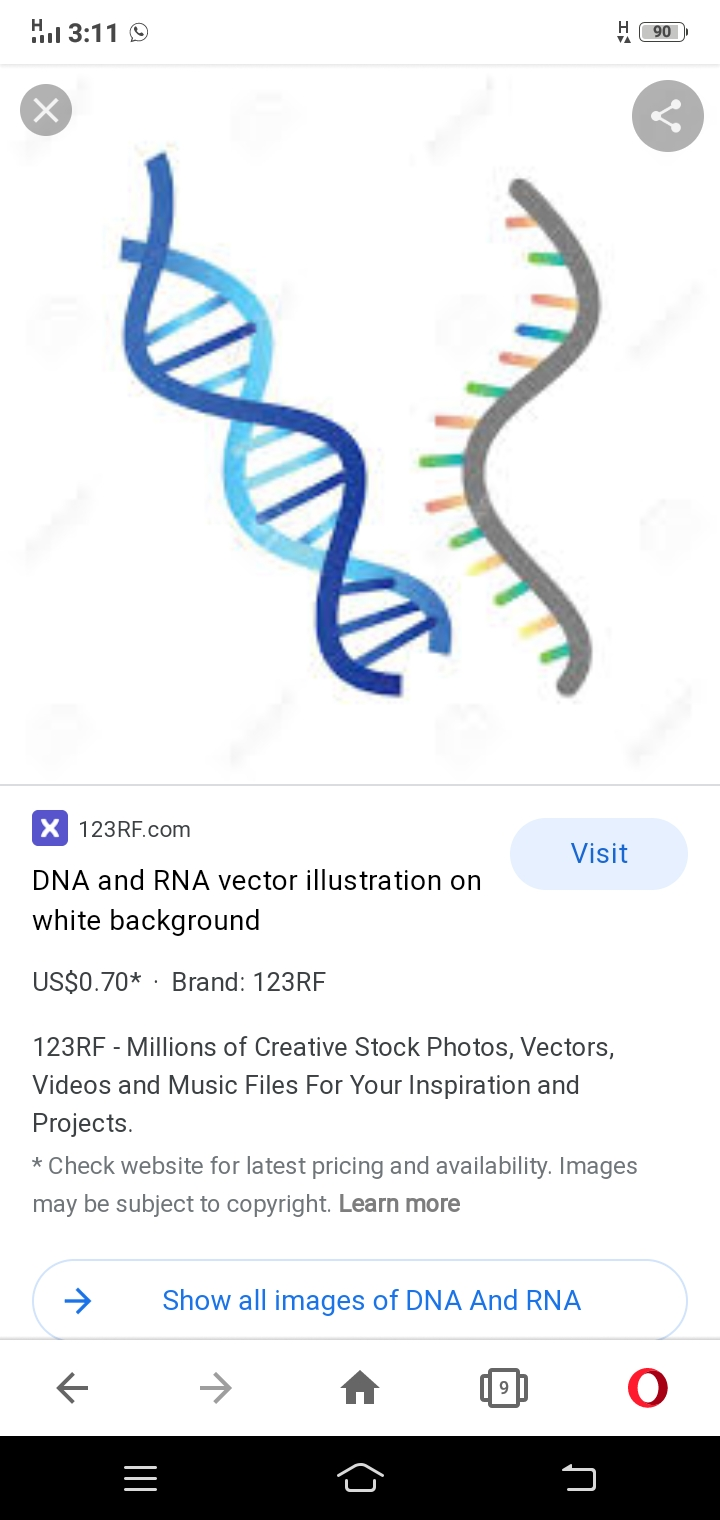 H 3:11 H 90
123RF.com
Visit
DNA and RNA vector illustration on
white background
US$0.70* · Brand: 123RF
123RF - Millions of Creative Stock Photos, Vectors,
Videos and Music Files For Your Inspiration and
Projects.
* Check website for latest pricing and availability. Images
may be subject to copyright. Learn more
Show all images of DNA And RNA
9